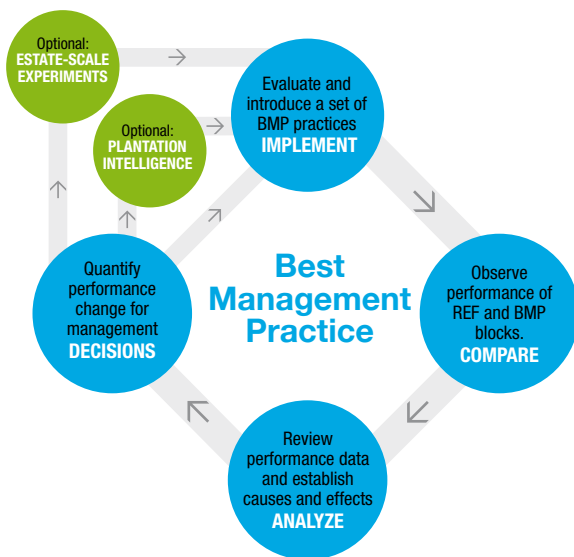 Optional:
ESTATE-SCALE
EXPERIMENTS
Optional:
PLANTATION
INTELLIGENCE
Evaluate and
introduce a set of
BMP practices
IMPLEMENT
Best
Management
Practice
Quantify
performance
change for
management
DECISIONS
Observe
performance of
REF and BMP
blocks.
COMPARE
Review
performance data
and establish
causes and effects
ANALYZE